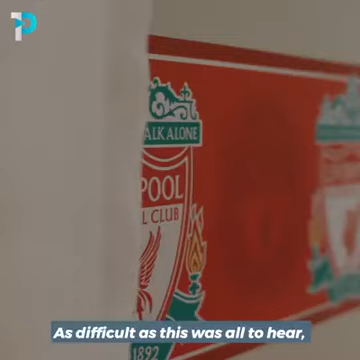 ALK ALONE
POOL
L CLUB
1892
As difficult as this was all to hear,